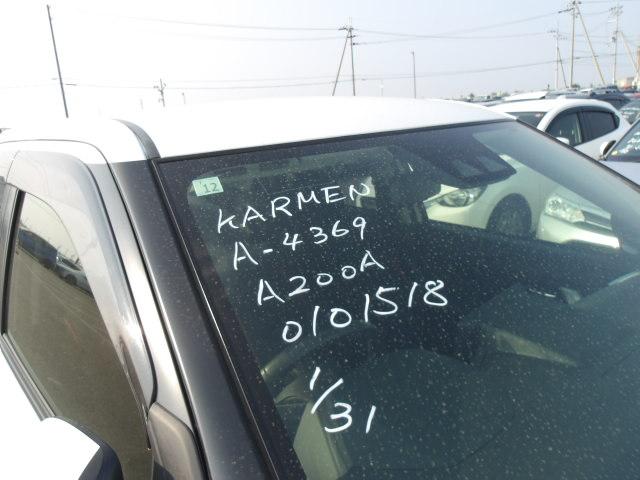 '12
KARMEN
A-4369
A200A
0101518
1/31